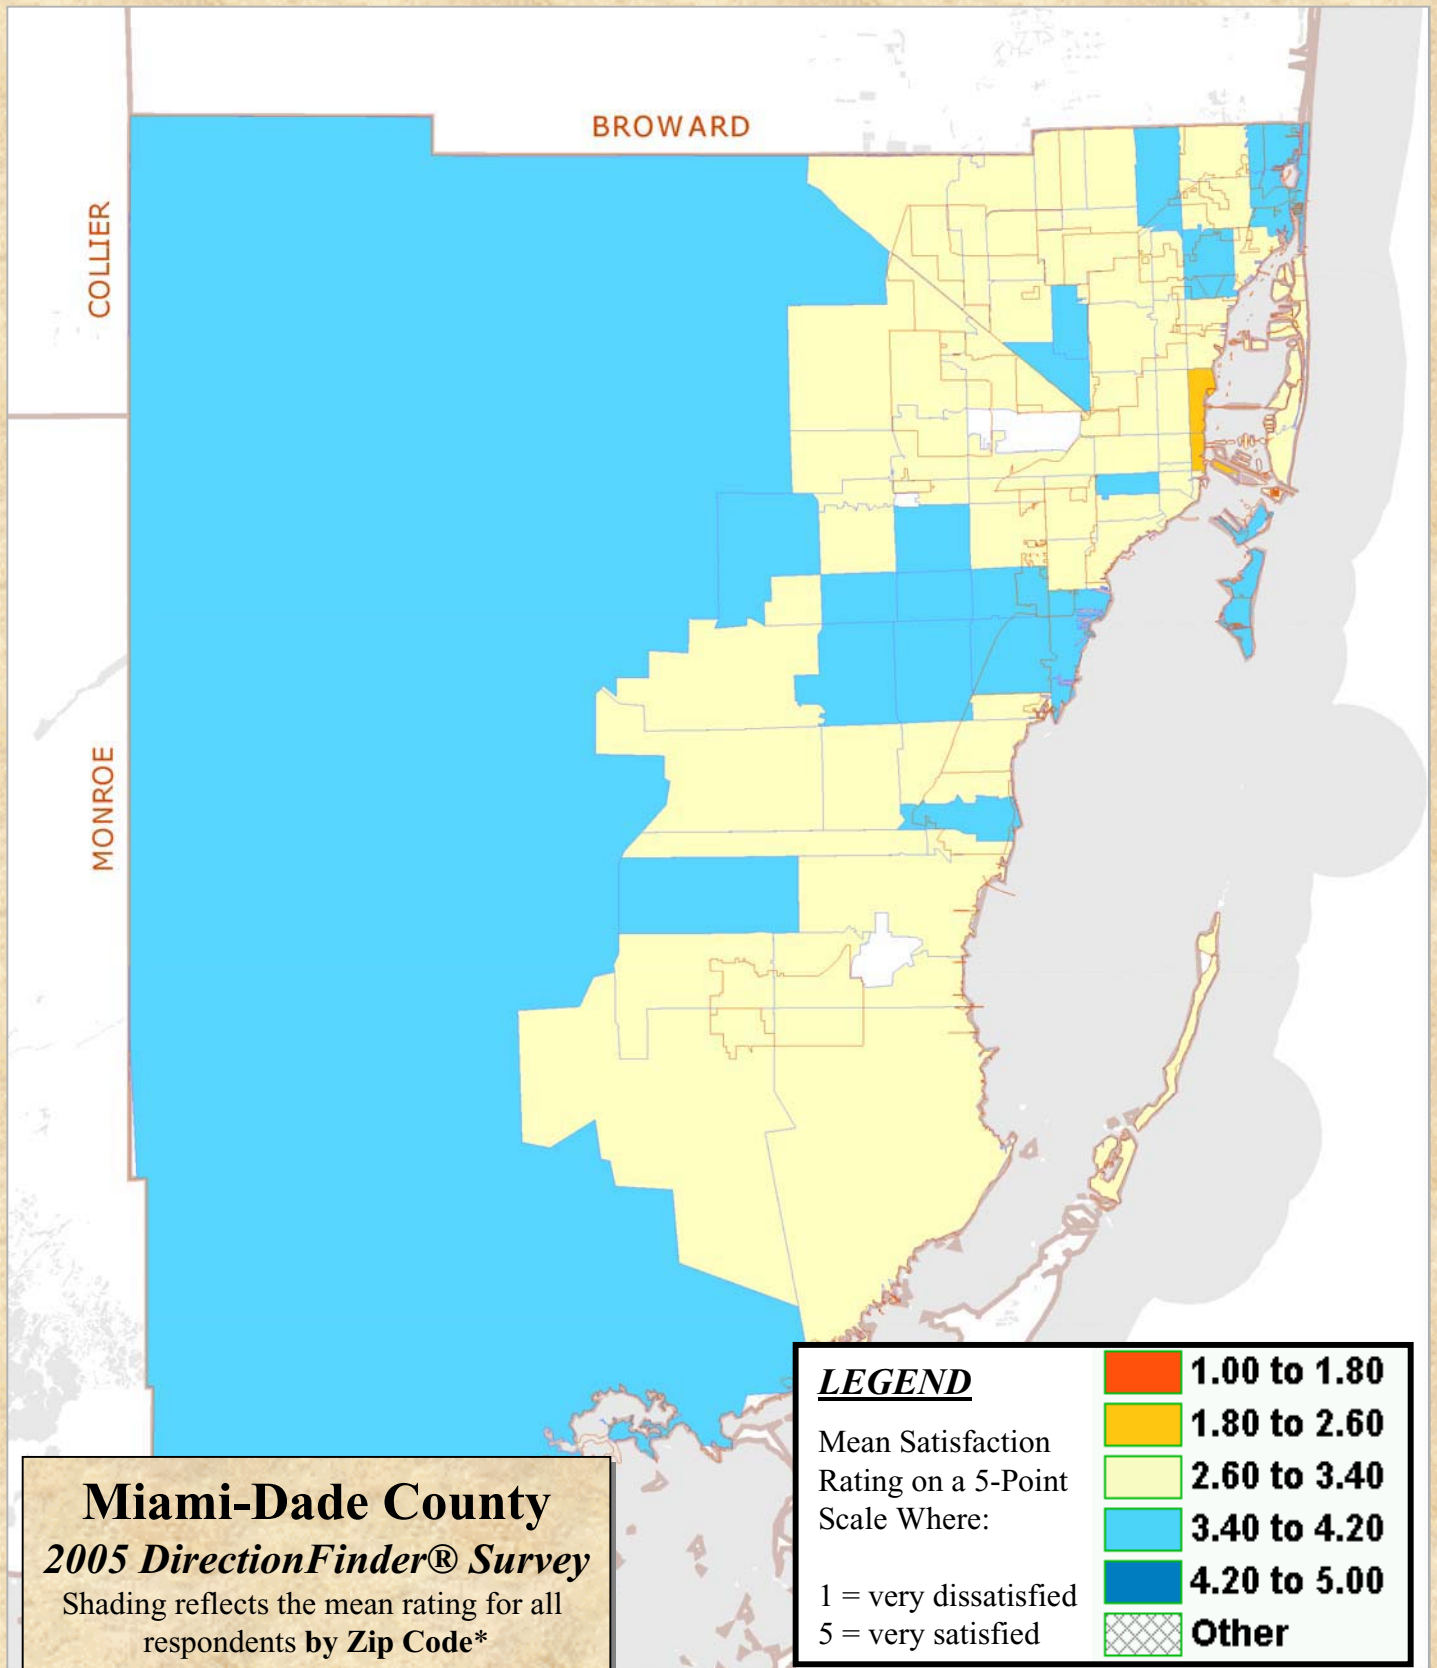 BROWARD
COLLIER
MONROE
LEGEND
Mean Satisfaction
Rating on a 5-Point
Scale Where:
1 = very dissatisfied
5 = very satisfied
1.00 to 1.80
1.80 to 2.60
2.60 to 3.40
3.40 to 4.20
4.20 to 5.00
Other
Miami-Dade County
2005 DirectionFinder® Survey
Shading reflects the mean rating for all
respondents by Zip Code*